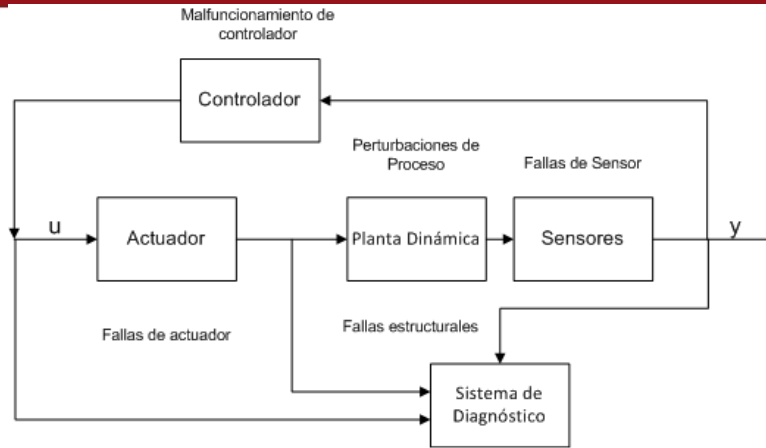 Malfuncionamiento de
controlador
Controlador
Perturbaciones de
Proceso
Fallas de Sensor
u
Actuador
Planta Dinámica
Sensores
y
Fallas de actuador
Fallas estructurales
Sistema de
Diagnóstico